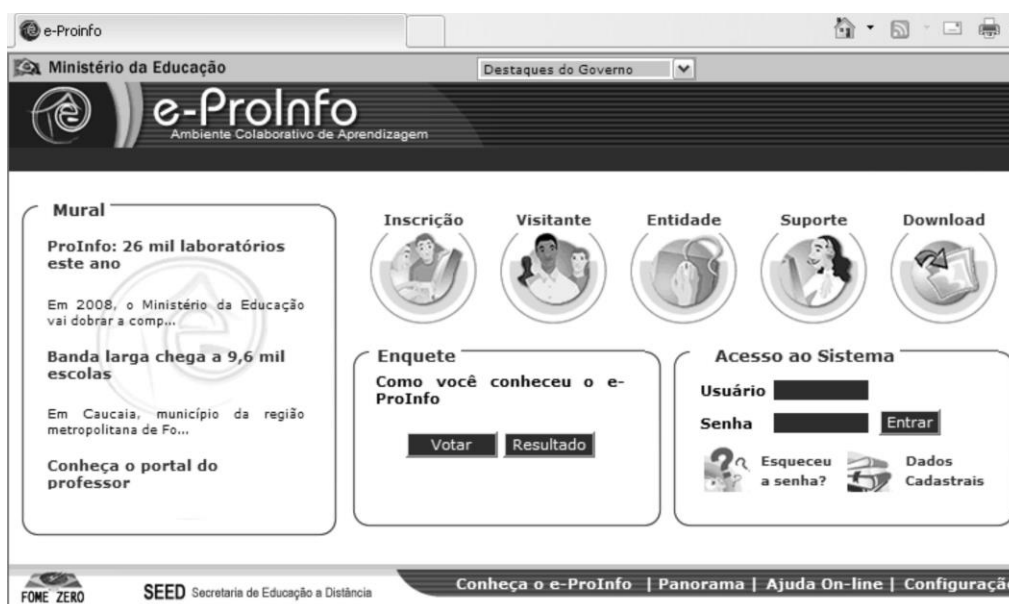 e-Proinfo
Ministério da Educação
Destaques do Governo
e-ProInfo
Ambiente Colaborativo de Aprendizagem
Mural
ProInfo: 26 mil laboratórios
este ano
Em 2008, o Ministério da Educação
vai dobrar a comp...
Banda larga chega a 9,6 mil
escolas
Em Caucaia, município da região
metropolitana de Fo...
Conheça o portal do
professor
Inscrição Visitante Entidade Suporte Download
Enquete
Como você conheceu o e-
ProInfo
Votar Resultado
Acesso ao Sistema
Usuário
Senha Entrar
Esqueceu
a senha?
Dados
Cadastrais
FOME ZERO
SEED Secretaria de Educação a Distância
Conheça o e-ProInfo | Panorama | Ajuda On-line | Configuraçã